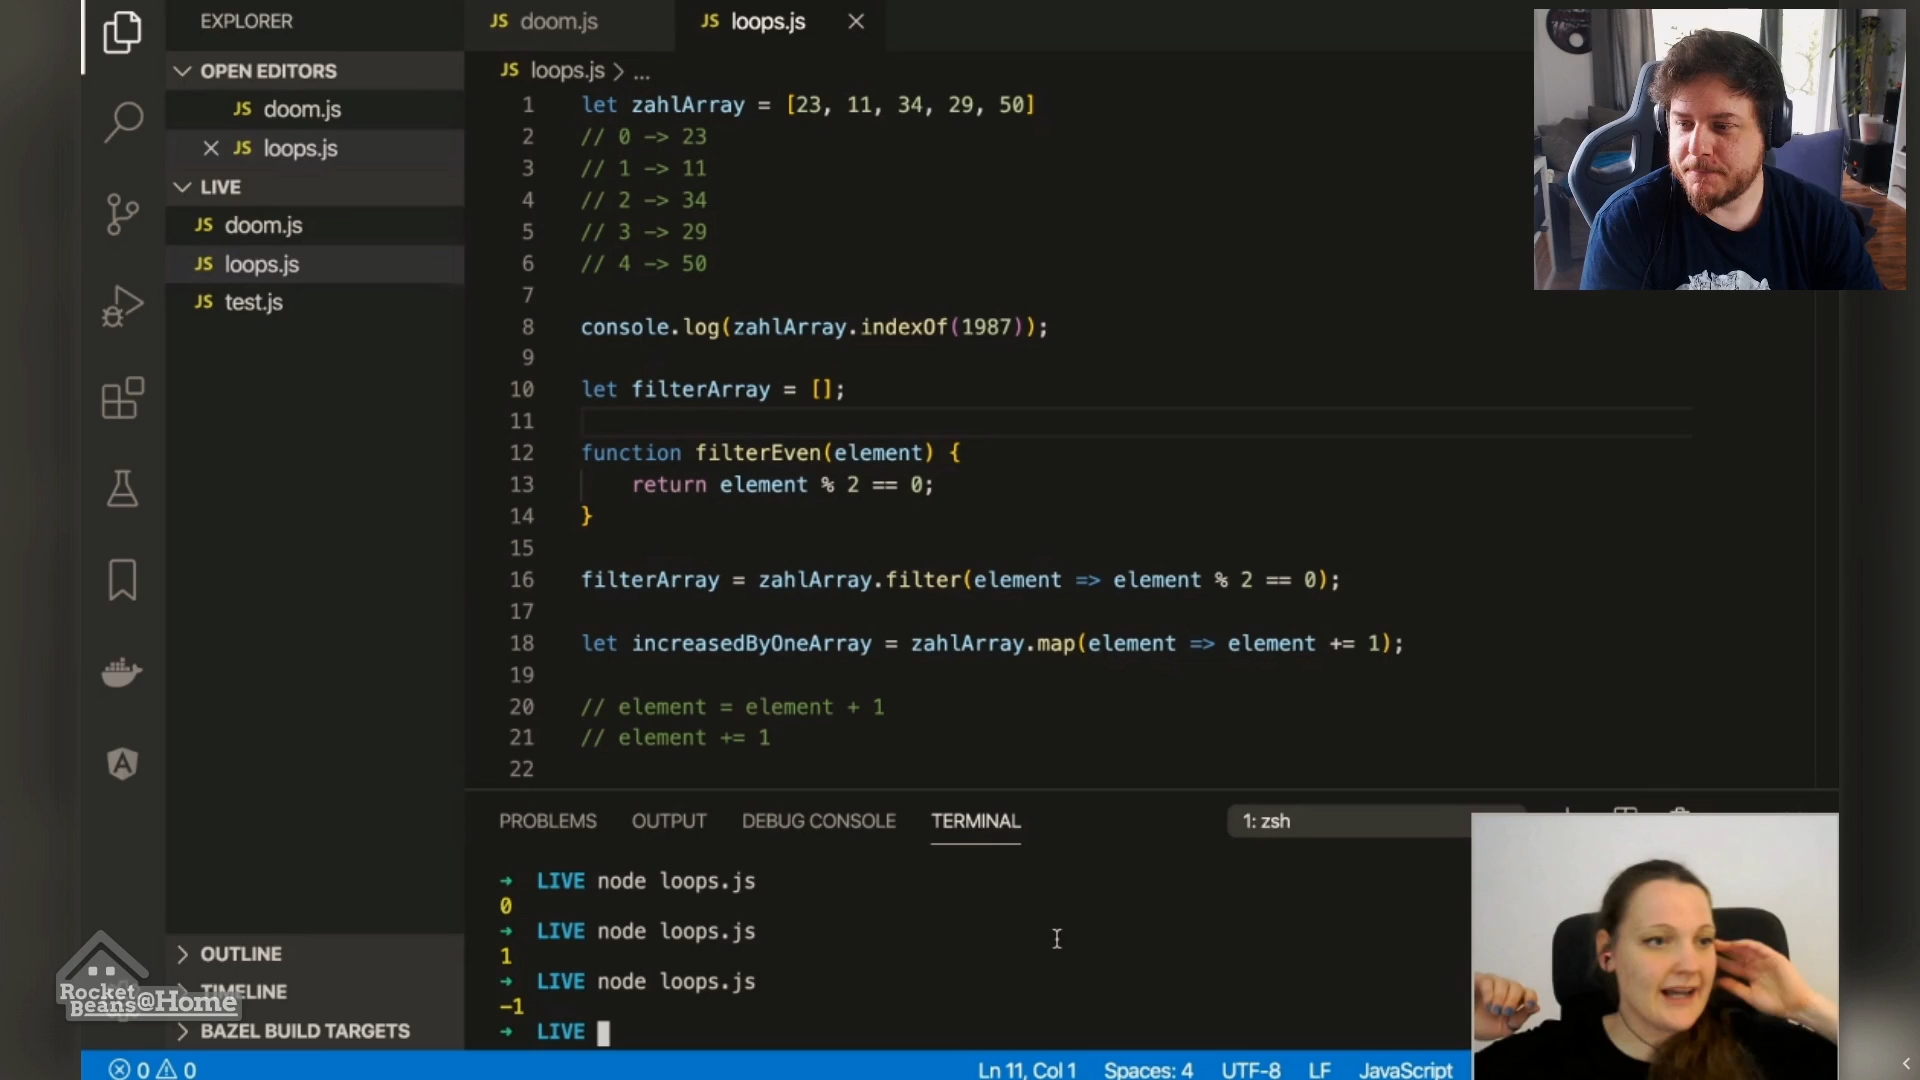 EXPLORER
OPEN EDITORS
JS doom.js
JS loops.js
LIVE
JS doom.js
JS loops.js
JS test.js
OUTLINE
TIMELINE
BAZEL BUILD TARGETS
JS doom.js
JS loops.js
JS loops.js > ...
1 let zahlArray = [23, 11, 34, 29, 50]
2 // 0 -> 23
3 // 1 -> 11
4 // 2 -> 34
5 // 3 -> 29
6 // 4 -> 50
7
8 console.log(zahlArray.indexOf(1987));
9
10 let filterArray = [];
11
12 function filterEven(element) {
13 return element % 2 == 0;
14 }
15
16 filterArray = zahlArray.filter(element => element % 2 == 0);
17
18 let increasedByOneArray = zahlArray.map(element => element += 1);
19
20 // element = element + 1
21 // element += 1
22
PROBLEMS OUTPUT DEBUG CONSOLE TERMINAL 1: zsh
→ LIVE node loops.js
0
→ LIVE node loops.js
1
→ LIVE node loops.js
-1
→ LIVE
Rocket
Beans@Home
0 0 Ln 11, Col 1 Spaces: 4 UTF-8 LF JavaScript